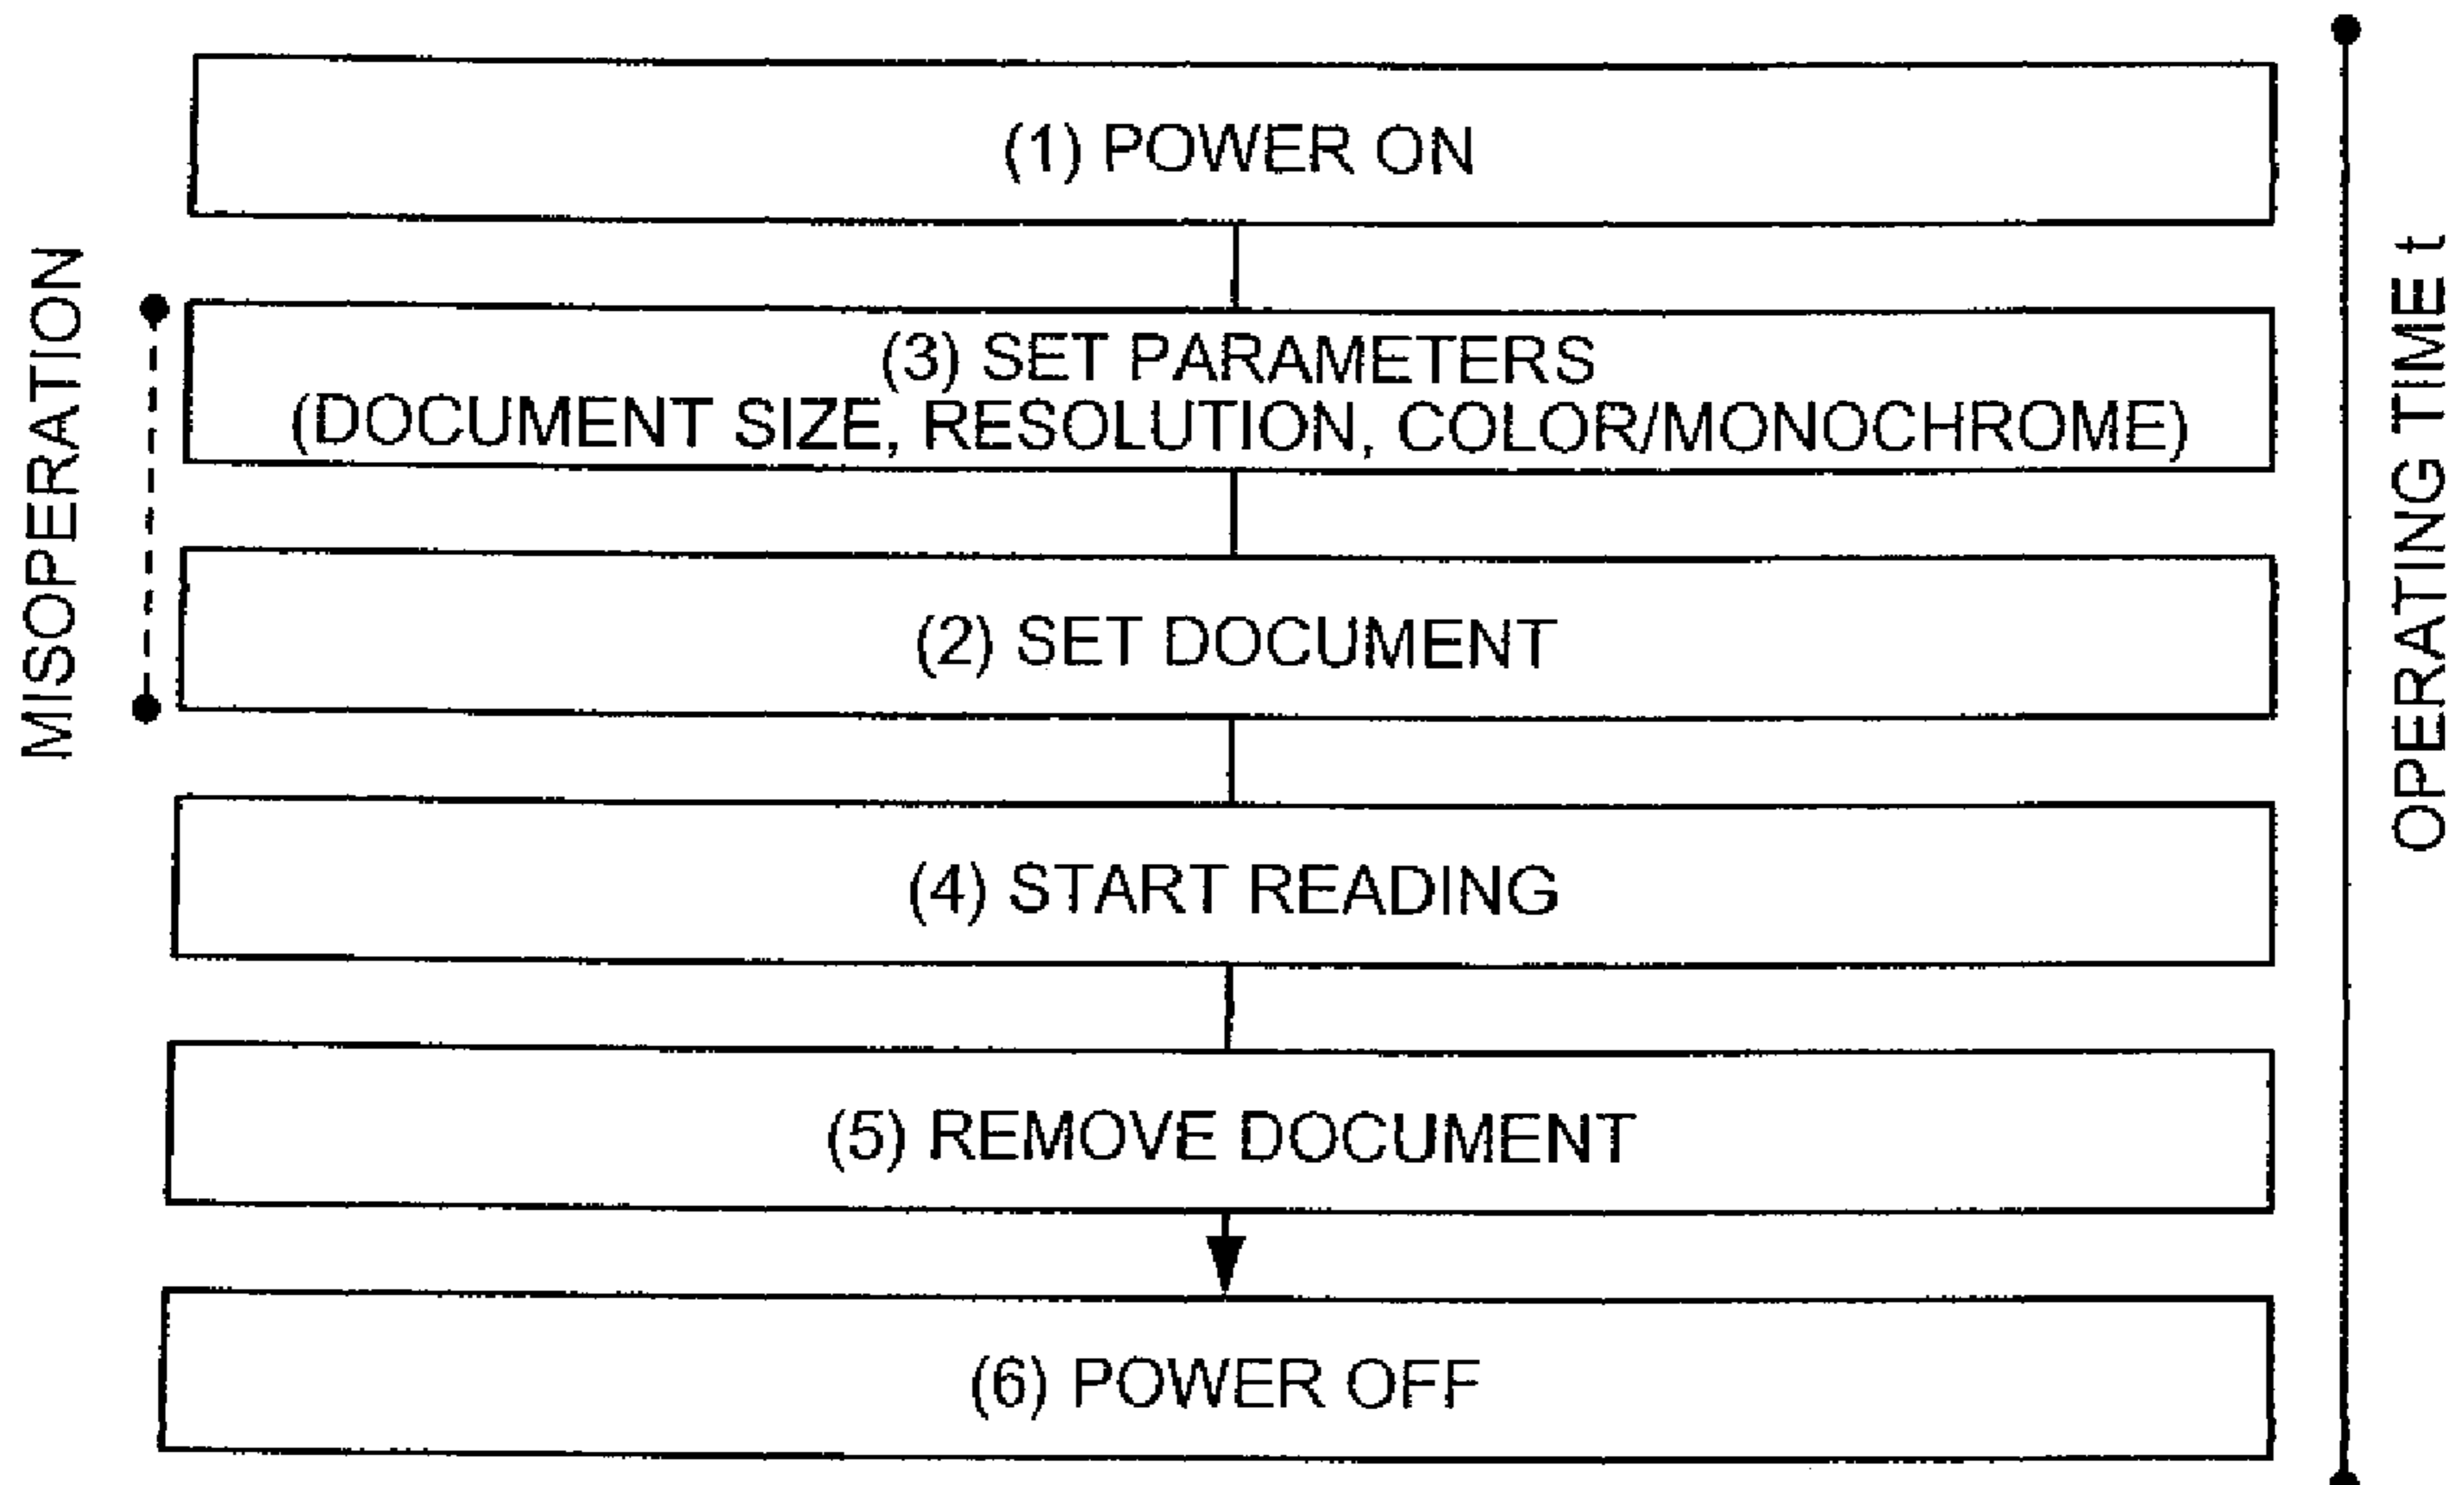 (1) POWER ON
MISOPERATION
(3) SET PARAMETERS
(DOCUMENT SIZE, RESOLUTION, COLOR/MONOCHROME)
(2) SET DOCUMENT
(4) START READING
(5) REMOVE DOCUMENT
(6) POWER OFF
OPERATING TIME t